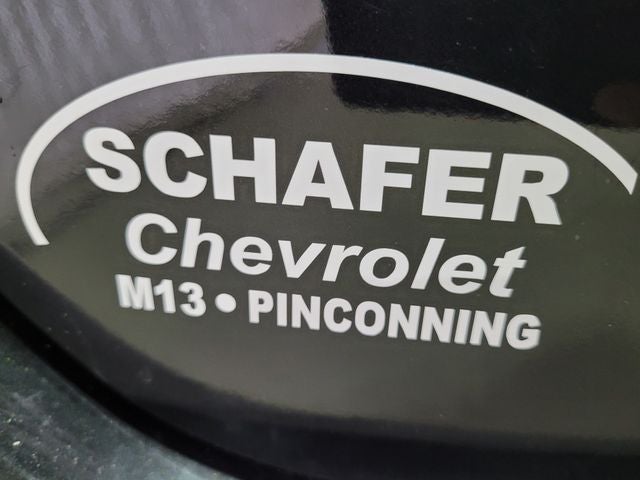 SCHAFER
Chevrolet
M13 • PINCONNING